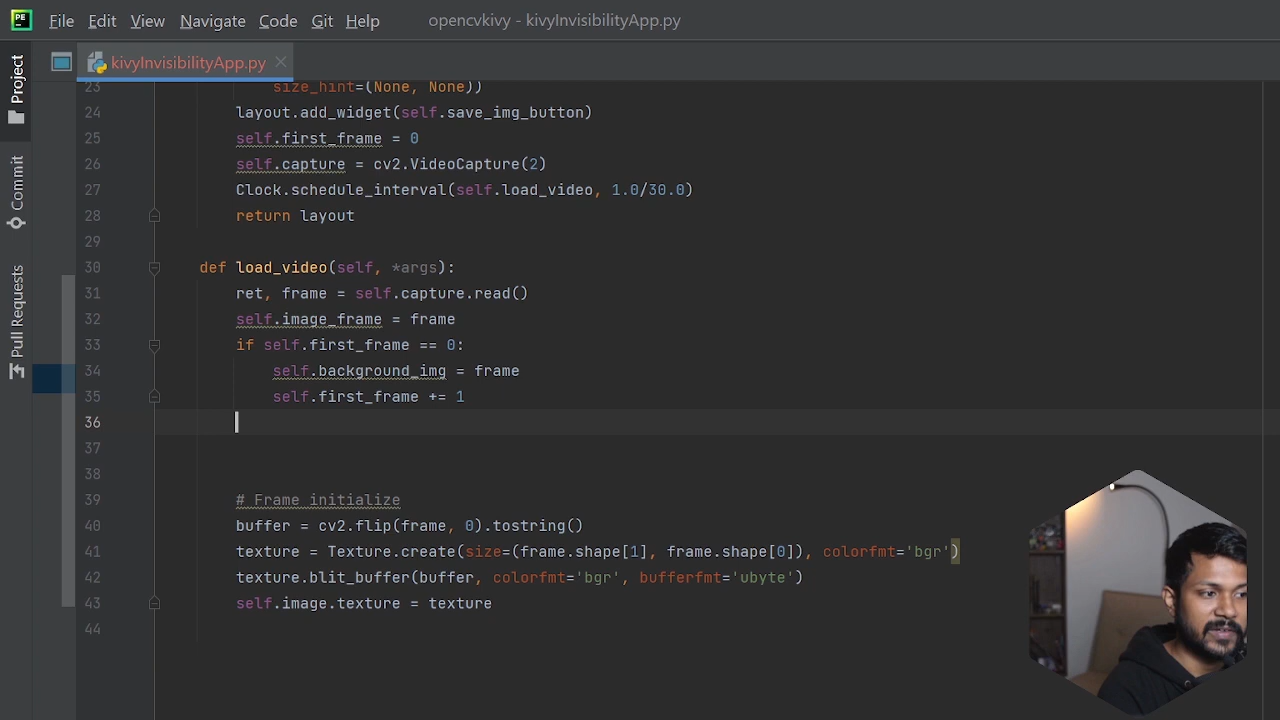 PE File Edit View Navigate Code Git Help opencvkivy - kivyInvisibilityApp.py
kivyInvisibilityApp.py
Project
Commit
Pull Requests
23 size_hint=(None, None))
24 layout.add_widget(self.save_img_button)
25 self.first_frame = 0
26 self.capture = cv2.VideoCapture(2)
27 Clock.schedule_interval(self.load_video, 1.0/30.0)
28 return layout
29
30 def load_video(self, *args):
31 ret, frame = self.capture.read()
32 self.image_frame = frame
33 if self.first_frame == 0:
34 self.background_img = frame
35 self.first_frame += 1
36
37
38
39 # Frame initialize
40 buffer = cv2.flip(frame, 0).tostring()
41 texture = Texture.create(size=(frame.shape[1], frame.shape[0]), colorfmt='bgr')
42 texture.blit_buffer(buffer, colorfmt='bgr', bufferfmt='ubyte')
43 self.image.texture = texture
44